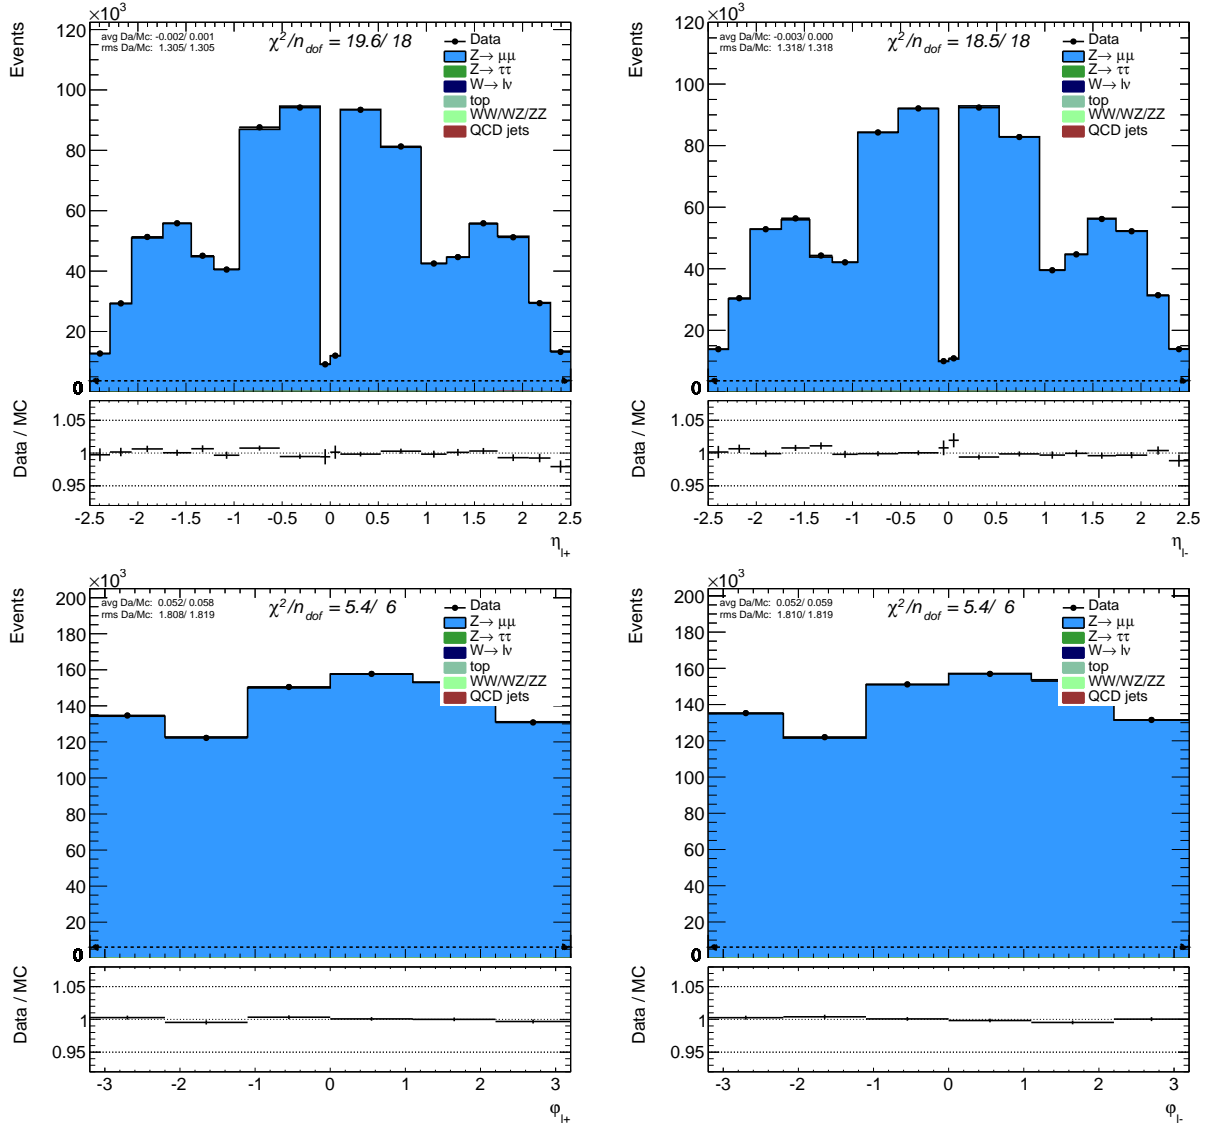 ×10³
Events
avg Da/Mc: -0.002/ 0.001
rms Da/Mc: 1.305/ 1.305
χ²/n dof = 19.6/ 18
Data
Z→ μμ
Z→ ττ
W→ lν
top
WW/WZ/ZZ
QCD jets
120
100
80
60
40
20
0
Data / MC
1.05
1
0.95
-2.5 -2 -1.5 -1 -0.5 0 0.5 1 1.5 2 2.5
η l+
×10³
Events
avg Da/Mc: -0.003/ 0.000
rms Da/Mc: 1.318/ 1.318
χ²/n dof = 18.5/ 18
Data
Z→ μμ
Z→ ττ
W→ lν
top
WW/WZ/ZZ
QCD jets
120
100
80
60
40
20
0
Data / MC
1.05
1
0.95
-2.5 -2 -1.5 -1 -0.5 0 0.5 1 1.5 2 2.5
η l-
×10³
Events
avg Da/Mc: 0.052/ 0.058
rms Da/Mc: 1.808/ 1.819
χ²/n dof = 5.4/ 6
Data
Z→ μμ
Z→ ττ
W→ lν
top
WW/WZ/ZZ
QCD jets
200
180
160
140
120
100
80
60
40
20
0
Data / MC
1.05
1
0.95
-3 -2 -1 0 1 2 3
φ l+
×10³
Events
avg Da/Mc: 0.052/ 0.059
rms Da/Mc: 1.810/ 1.819
χ²/n dof = 5.4/ 6
Data
Z→ μμ
Z→ ττ
W→ lν
top
WW/WZ/ZZ
QCD jets
200
180
160
140
120
100
80
60
40
20
0
Data / MC
1.05
1
0.95
-3 -2 -1 0 1 2 3
φ l-